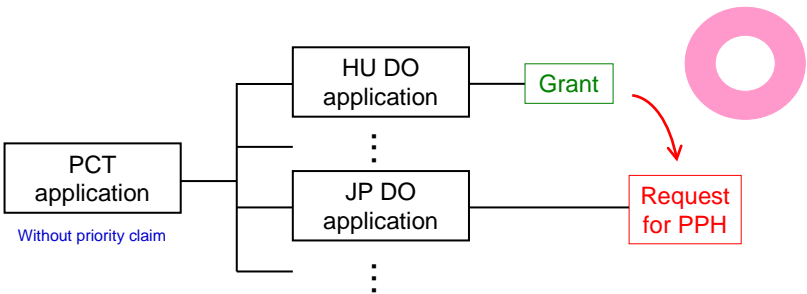 HU DO
application
Grant
PCT
application
Without priority claim
JP DO
application
Request
for PPH